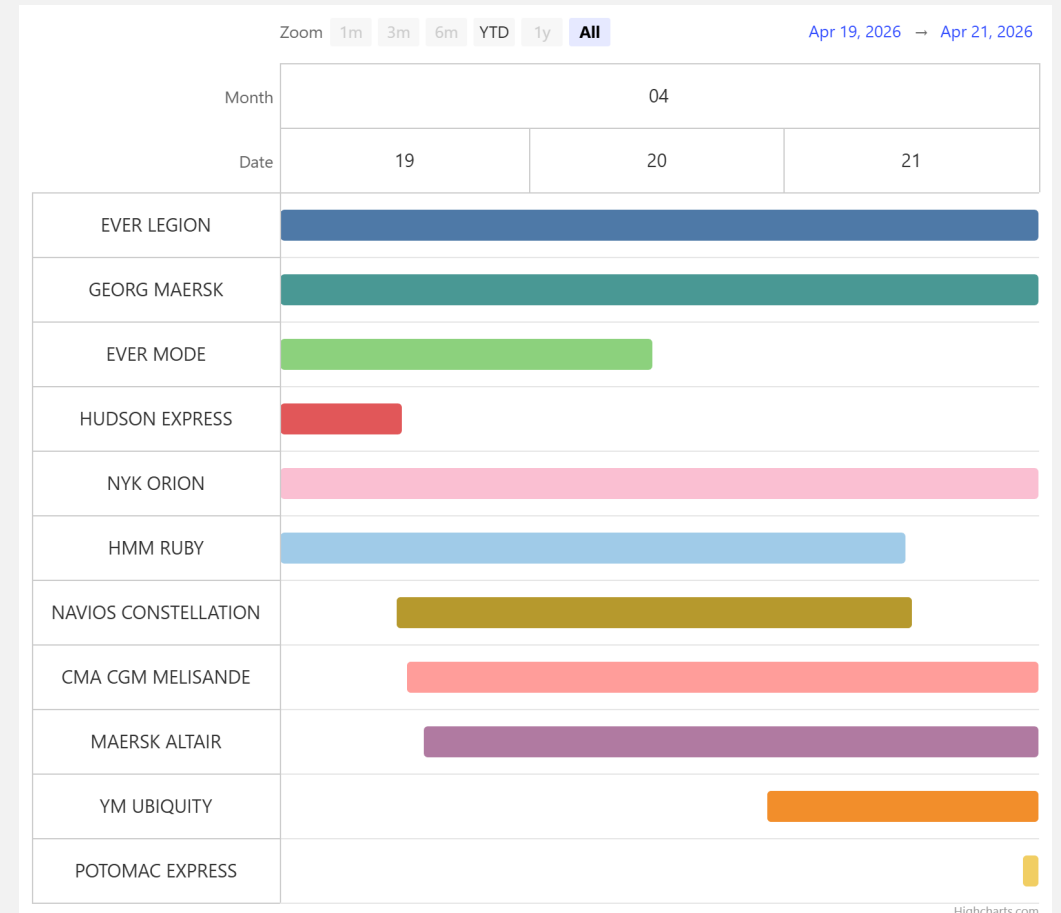 Zoom 1m 3m 6m YTD 1y All Apr 19, 2026 → Apr 21, 2026
Month 04
Date 19 20 21
EVER LEGION
GEORG MAERSK
EVER MODE
HUDSON EXPRESS
NYK ORION
HMM RUBY
NAVIOS CONSTELLATION
CMA CGM MELISANDE
MAERSK ALTAIR
YM UBIQUITY
POTOMAC EXPRESS
Highcharts.com